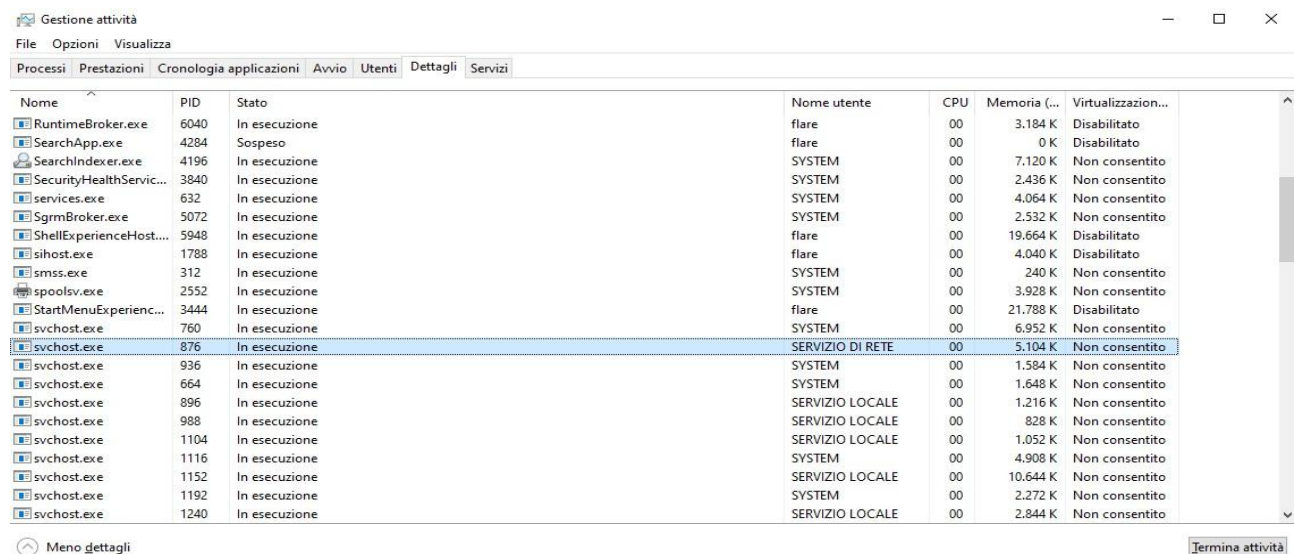 Gestione attività
File Opzioni Visualizza
Processi Prestazioni Cronologia applicazioni Avvio Utenti Dettagli Servizi
Nome PID Stato Nome utente CPU Memoria (... Virtualizzazion...
RuntimeBroker.exe 6040 In esecuzione flare 00 3.184 K Disabilitato
SearchApp.exe 4284 Sospeso flare 00 0 K Disabilitato
SearchIndexer.exe 4196 In esecuzione SYSTEM 00 7.120 K Non consentito
SecurityHealthServic... 3840 In esecuzione SYSTEM 00 2.436 K Non consentito
services.exe 632 In esecuzione SYSTEM 00 4.064 K Non consentito
SgrmBroker.exe 5072 In esecuzione SYSTEM 00 2.532 K Non consentito
ShellExperienceHost.... 5948 In esecuzione flare 00 19.664 K Disabilitato
sihost.exe 1788 In esecuzione flare 00 4.040 K Disabilitato
smss.exe 312 In esecuzione SYSTEM 00 240 K Non consentito
spoolsv.exe 2552 In esecuzione SYSTEM 00 3.928 K Non consentito
StartMenuExperienc... 3444 In esecuzione flare 00 21.788 K Disabilitato
svchost.exe 760 In esecuzione SYSTEM 00 6.952 K Non consentito
svchost.exe 876 In esecuzione SERVIZIO DI RETE 00 5.104 K Non consentito
svchost.exe 936 In esecuzione SYSTEM 00 1.584 K Non consentito
svchost.exe 664 In esecuzione SYSTEM 00 1.648 K Non consentito
svchost.exe 896 In esecuzione SERVIZIO LOCALE 00 1.216 K Non consentito
svchost.exe 988 In esecuzione SERVIZIO LOCALE 00 828 K Non consentito
svchost.exe 1104 In esecuzione SERVIZIO LOCALE 00 1.052 K Non consentito
svchost.exe 1116 In esecuzione SYSTEM 00 4.908 K Non consentito
svchost.exe 1152 In esecuzione SERVIZIO LOCALE 00 10.644 K Non consentito
svchost.exe 1192 In esecuzione SYSTEM 00 2.272 K Non consentito
svchost.exe 1240 In esecuzione SERVIZIO LOCALE 00 2.844 K Non consentito
Meno dettagli Termina attività